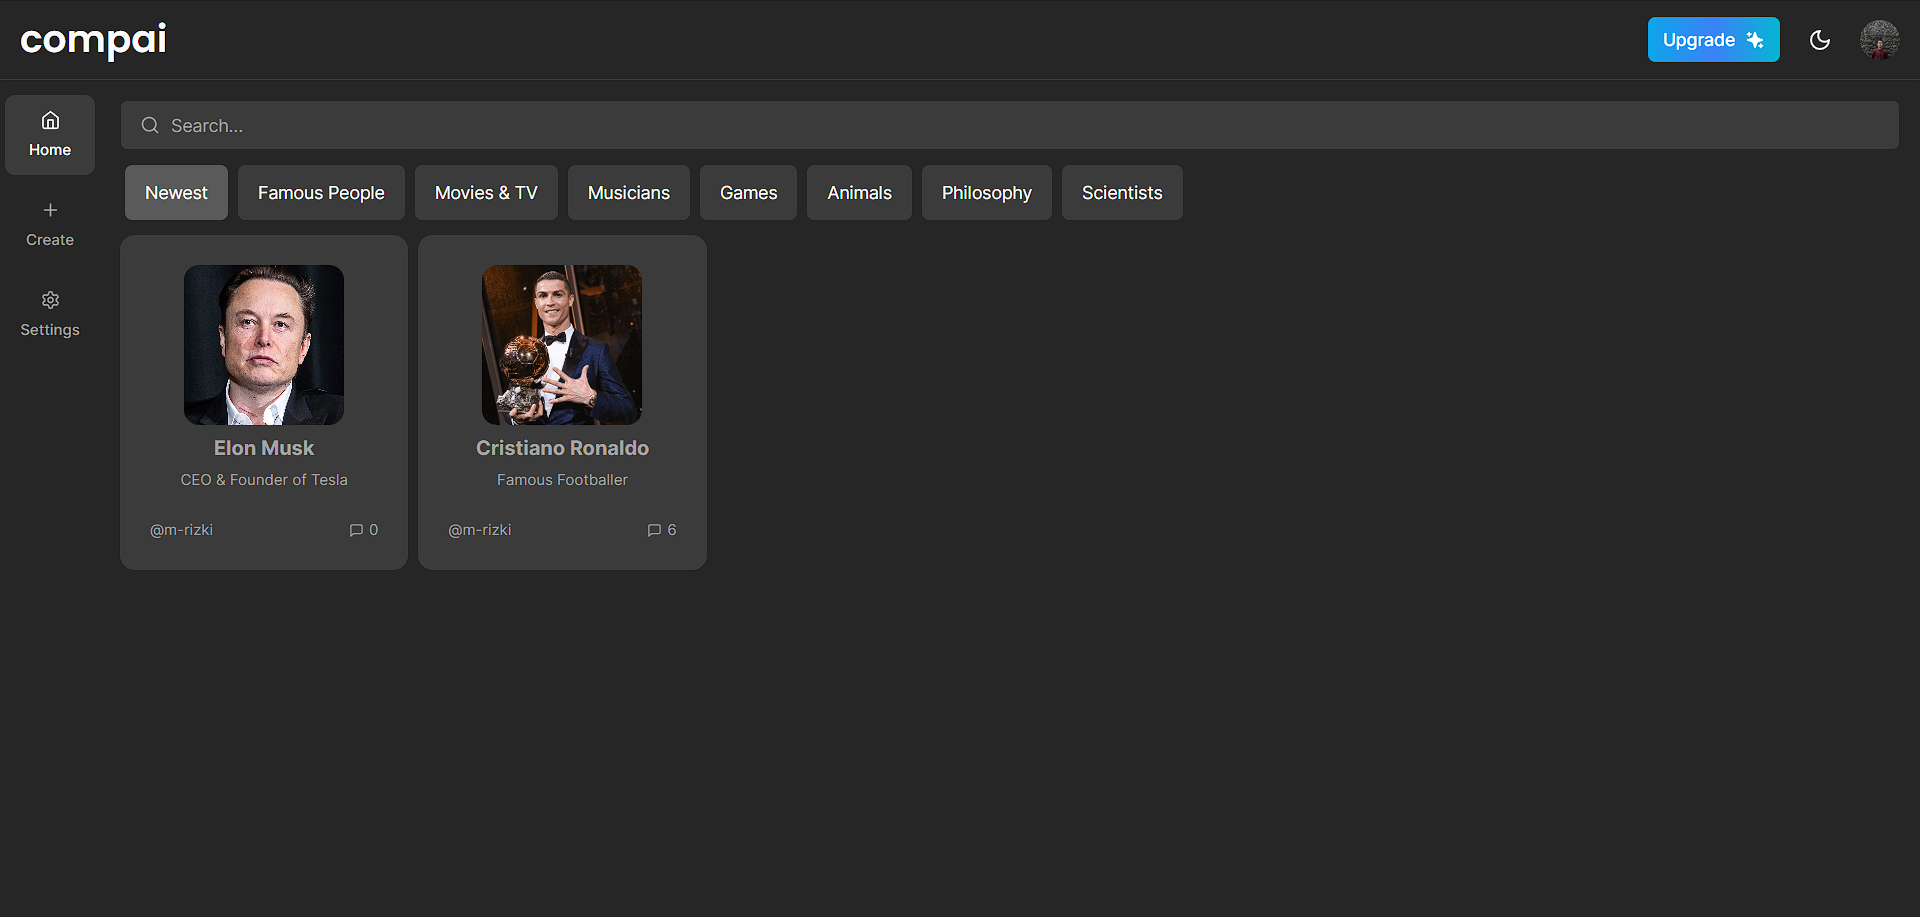 compai
Upgrade
Home
Create
Settings
Search...
Newest
Famous People
Movies & TV
Musicians
Games
Animals
Philosophy
Scientists
Elon Musk
CEO & Founder of Tesla
@m-rizki
0
Cristiano Ronaldo
Famous Footballer
@m-rizki
6